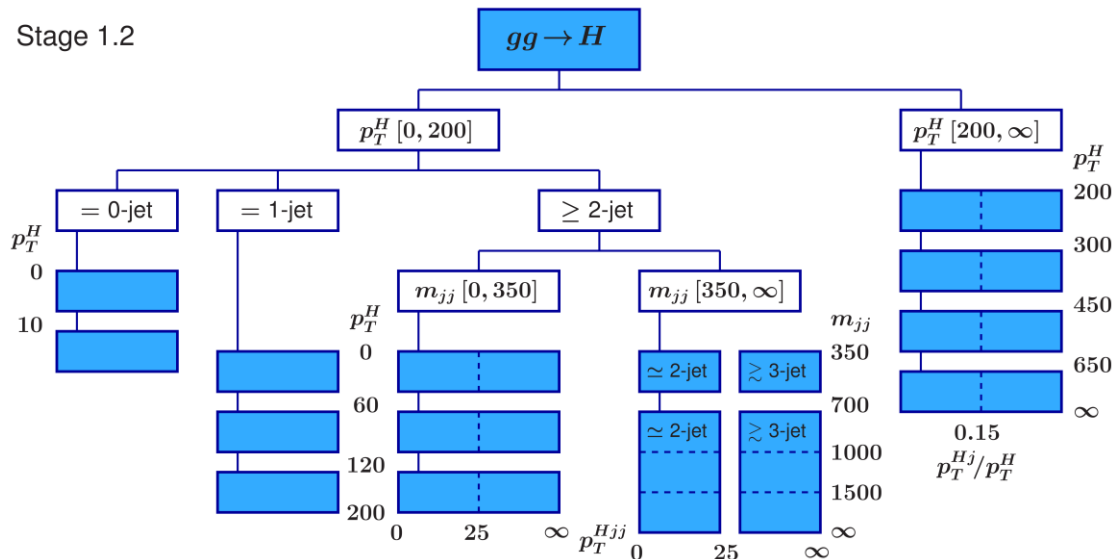 Stage 1.2
gg → H
p_T^H [0, 200]
p_T^H [200, ∞]
p_T^H
= 0-jet
= 1-jet
≥ 2-jet
200
p_T^H
0
10
m_jj [0, 350]
m_jj [350, ∞]
300
p_T^H
m_jj
450
0
≃ 2-jet
≳ 3-jet
350
650
60
700
∞
≃ 2-jet
≳ 3-jet
0.15
120
1000
p_T^Hj/p_T^H
1500
200
0
25
∞
p_T^Hjj
∞
0
25
∞